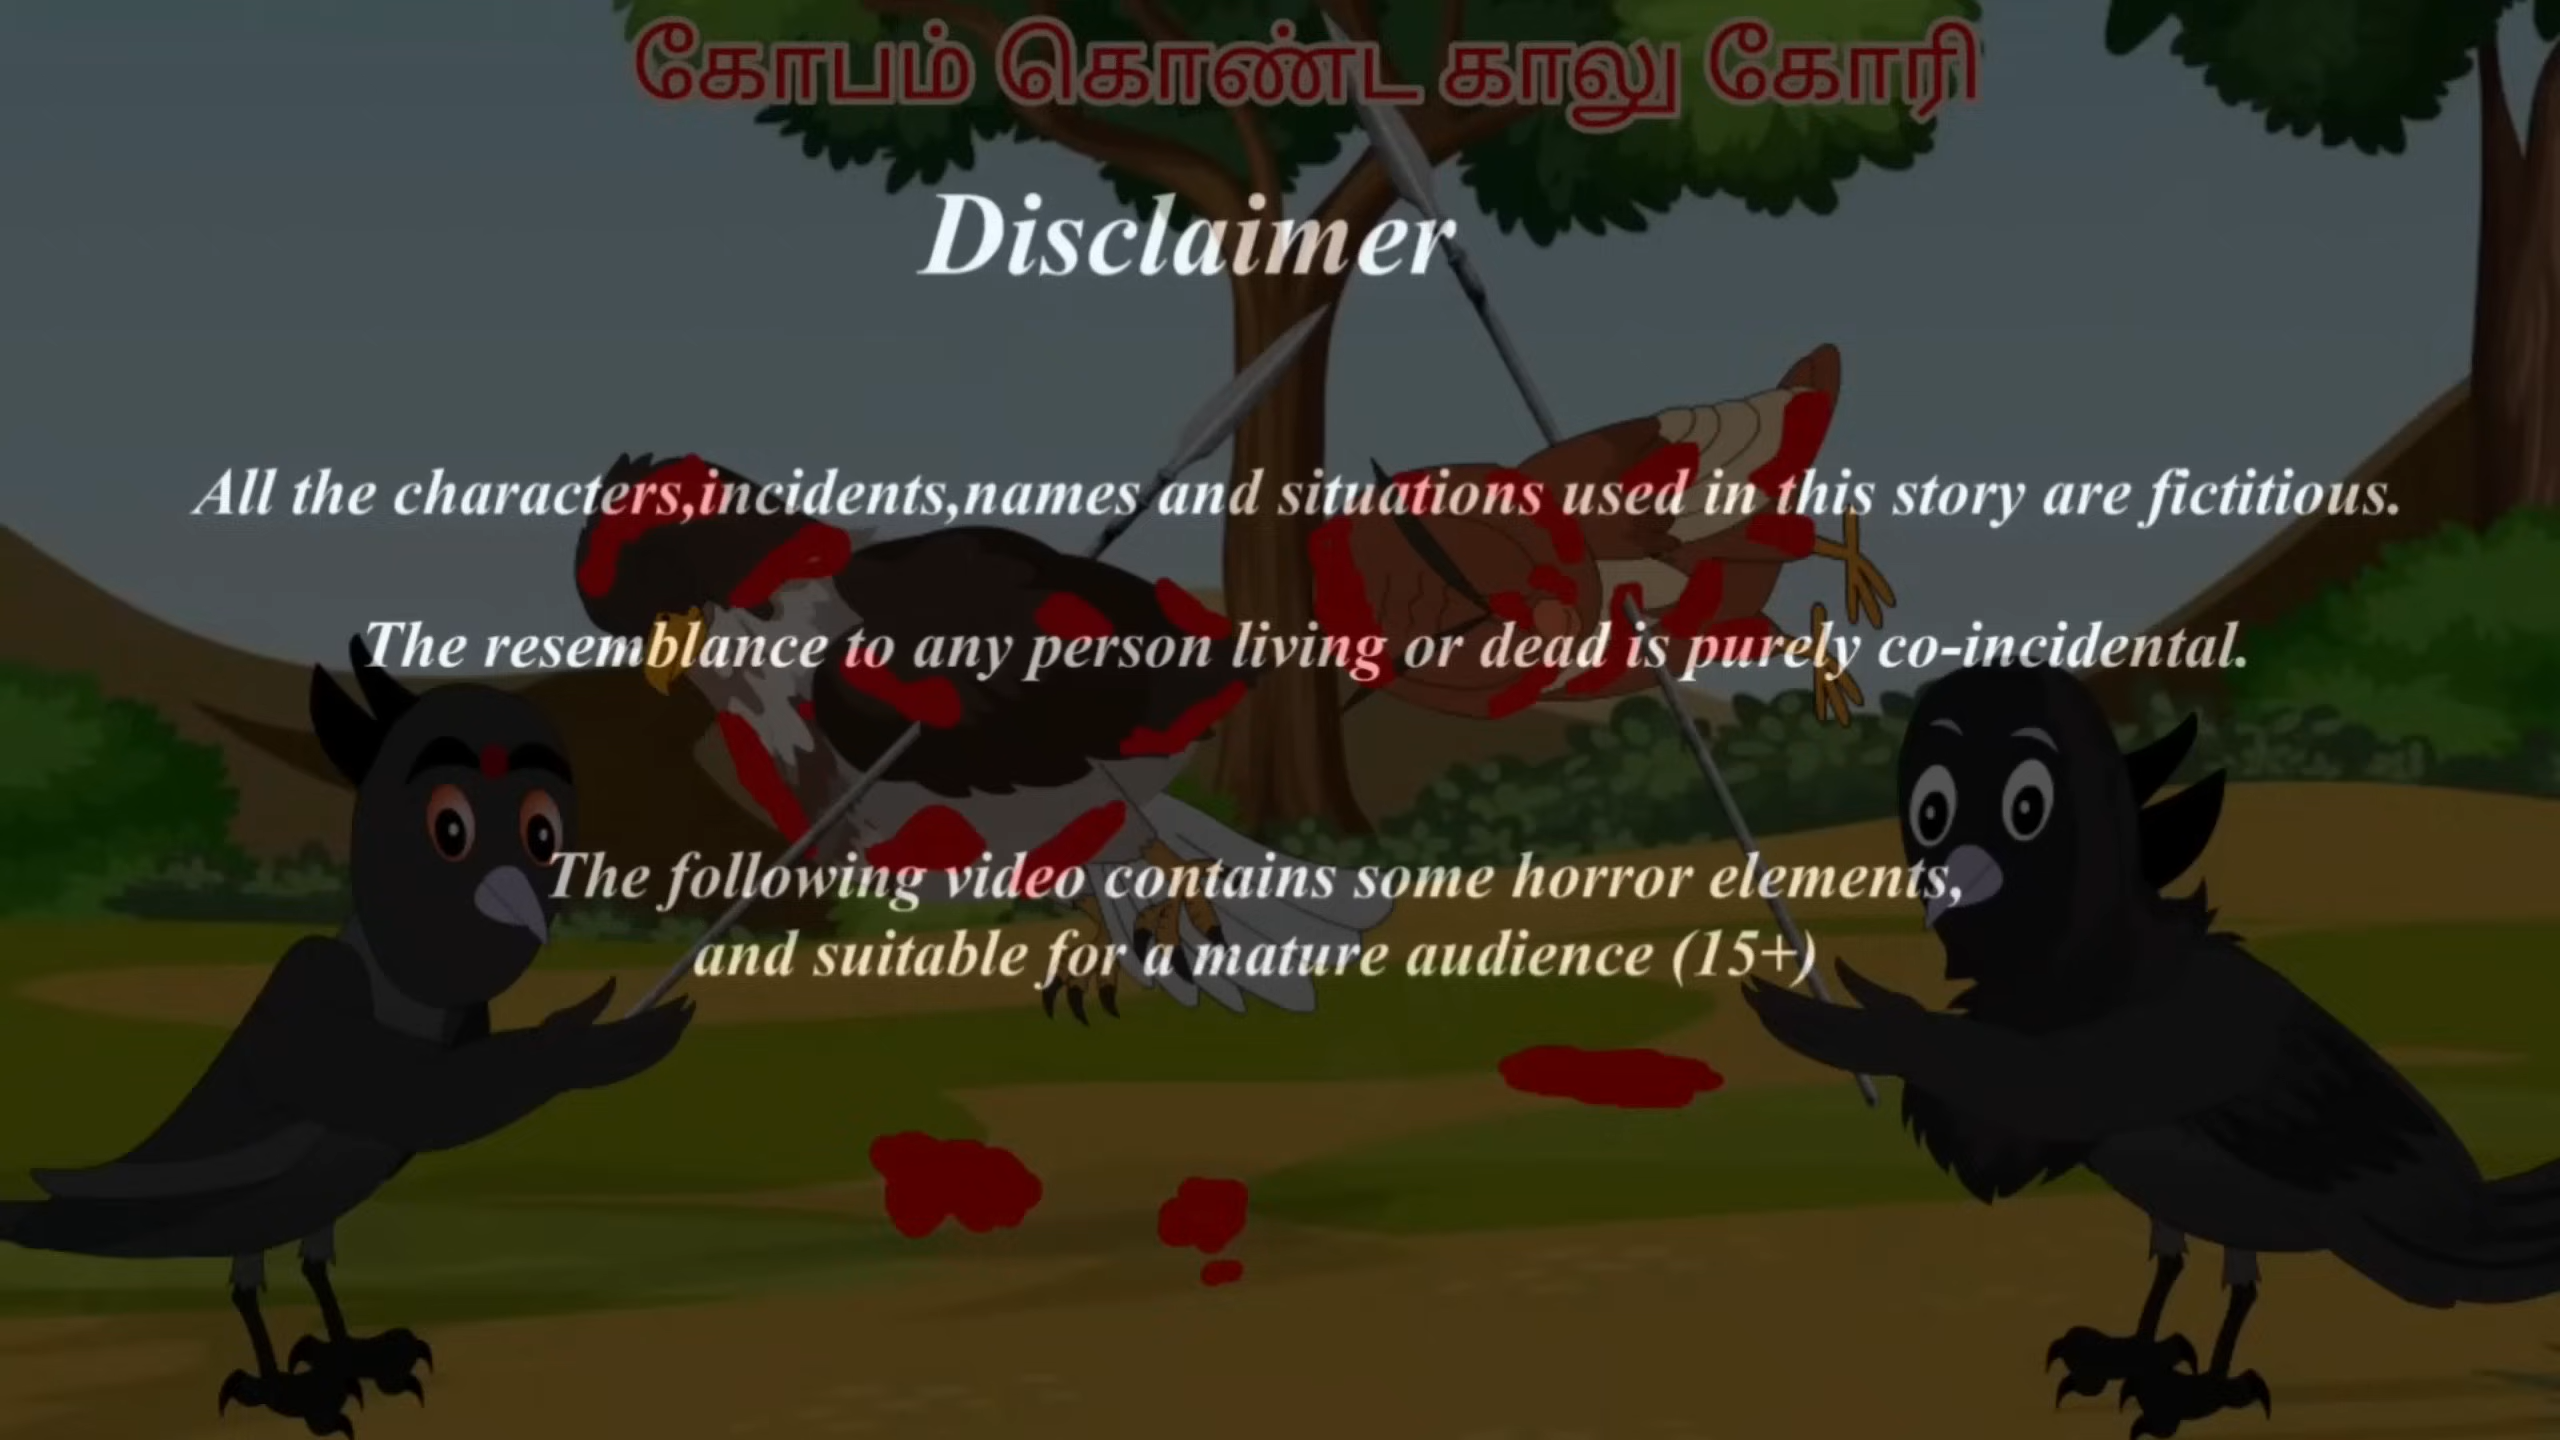 கோபம் கொண்ட காலு கோரி
Disclaimer
All the characters,incidents,names and situations used in this story are fictitious.
The resemblance to any person living or dead is purely co-incidental.
The following video contains some horror elements,
and suitable for a mature audience (15+)